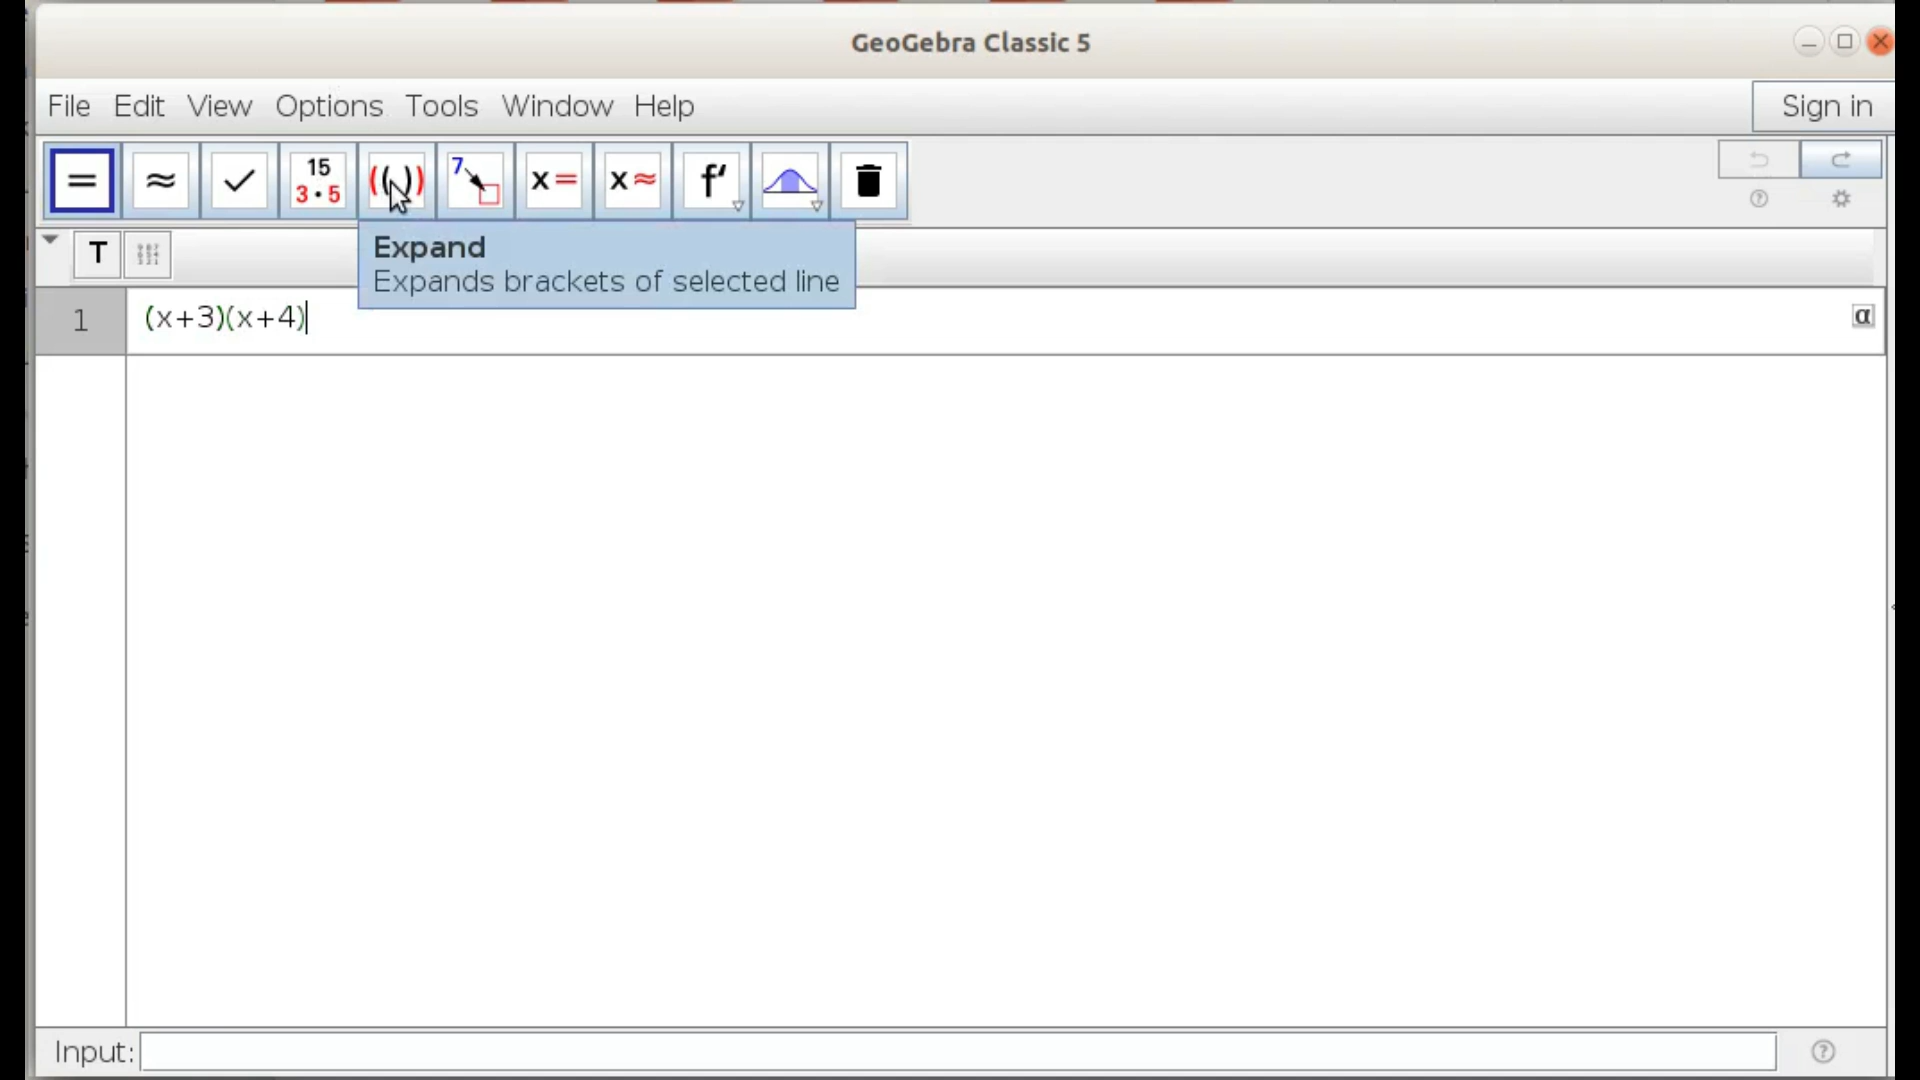 GeoGebra Classic 5
File Edit View Options Tools Window Help Sign in
= ≈ ✓ 15 3·5 (( )) 7 x= x≈ f′
T
Expand
Expands brackets of selected line
1 (x+3)(x+4) α
Input: